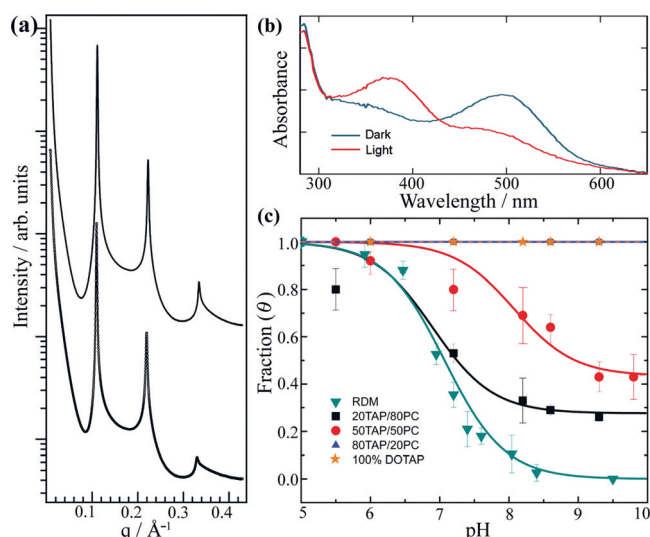 (a)
Intensity / arb. units
0.1 0.2 0.3 0.4
q / Å⁻¹
(b)
Absorbance
Dark
Light
300 400 500 600
Wavelength / nm
(c)
Fraction (θ)
1.0
0.8
0.6
0.4
0.2
0.0
RDM
20TAP/80PC
50TAP/50PC
80TAP/20PC
100% DOTAP
5 6 7 8 9 10
pH